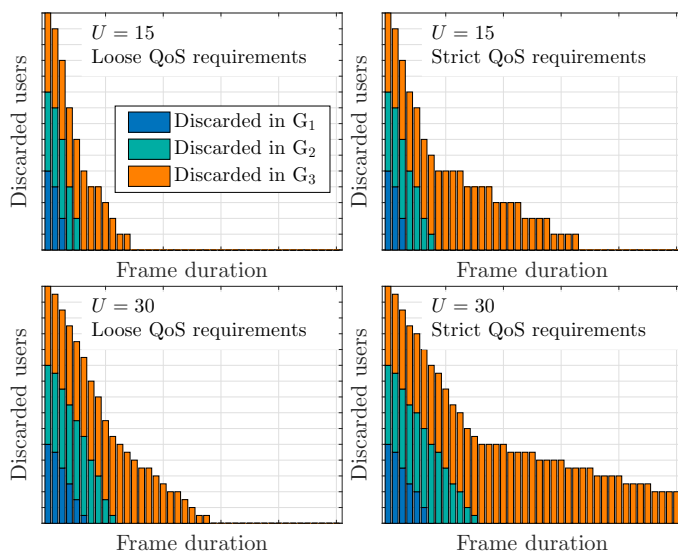 U = 15
Loose QoS requirements
Discarded in G1
Discarded in G2
Discarded in G3
Discarded users
Frame duration
U = 15
Strict QoS requirements
Discarded users
Frame duration
U = 30
Loose QoS requirements
Discarded users
Frame duration
U = 30
Strict QoS requirements
Discarded users
Frame duration